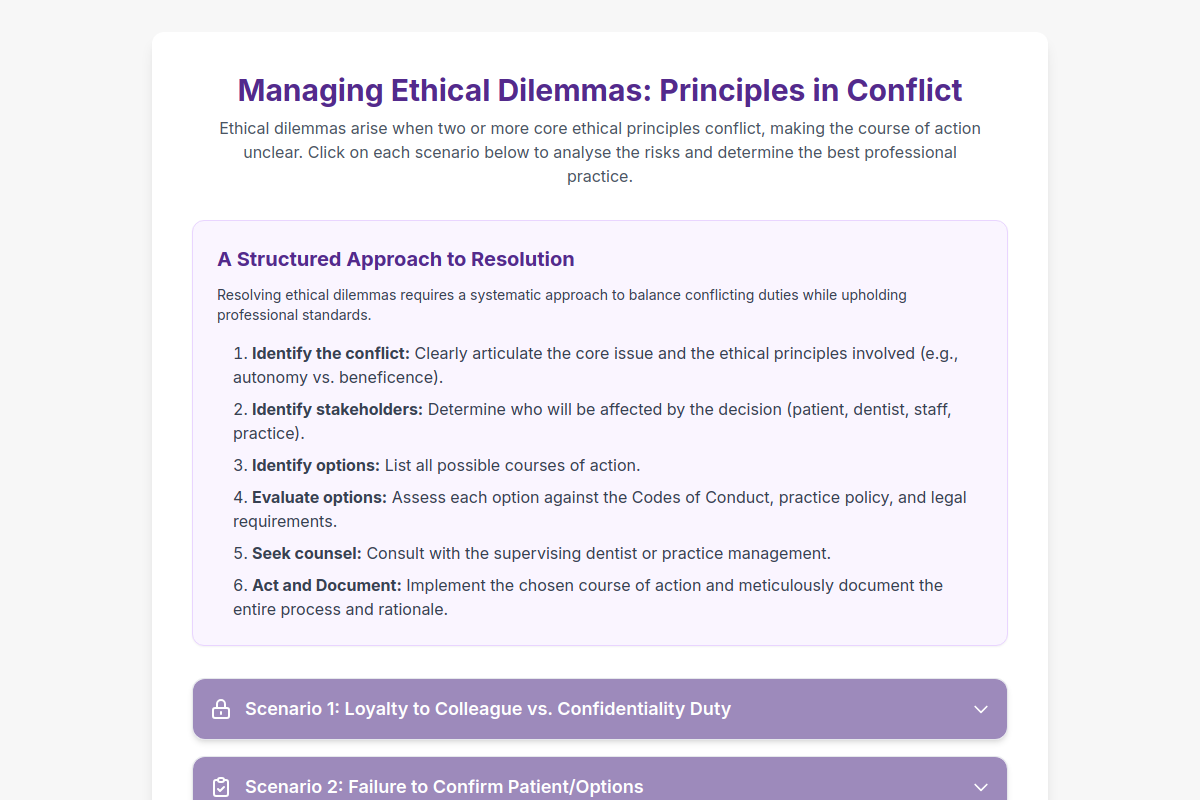 Managing Ethical Dilemmas: Principles in Conflict
Ethical dilemmas arise when two or more core ethical principles conflict, making the course of action
unclear. Click on each scenario below to analyse the risks and determine the best professional
practice.
A Structured Approach to Resolution
Resolving ethical dilemmas requires a systematic approach to balance conflicting duties while upholding
professional standards.
1. Identify the conflict: Clearly articulate the core issue and the ethical principles involved (e.g.,
autonomy vs. beneficence).
2. Identify stakeholders: Determine who will be affected by the decision (patient, dentist, staff,
practice).
3. Identify options: List all possible courses of action.
4. Evaluate options: Assess each option against the Codes of Conduct, practice policy, and legal
requirements.
5. Seek counsel: Consult with the supervising dentist or practice management.
6. Act and Document: Implement the chosen course of action and meticulously document the
entire process and rationale.
Scenario 1: Loyalty to Colleague vs. Confidentiality Duty
Scenario 2: Failure to Confirm Patient/Options